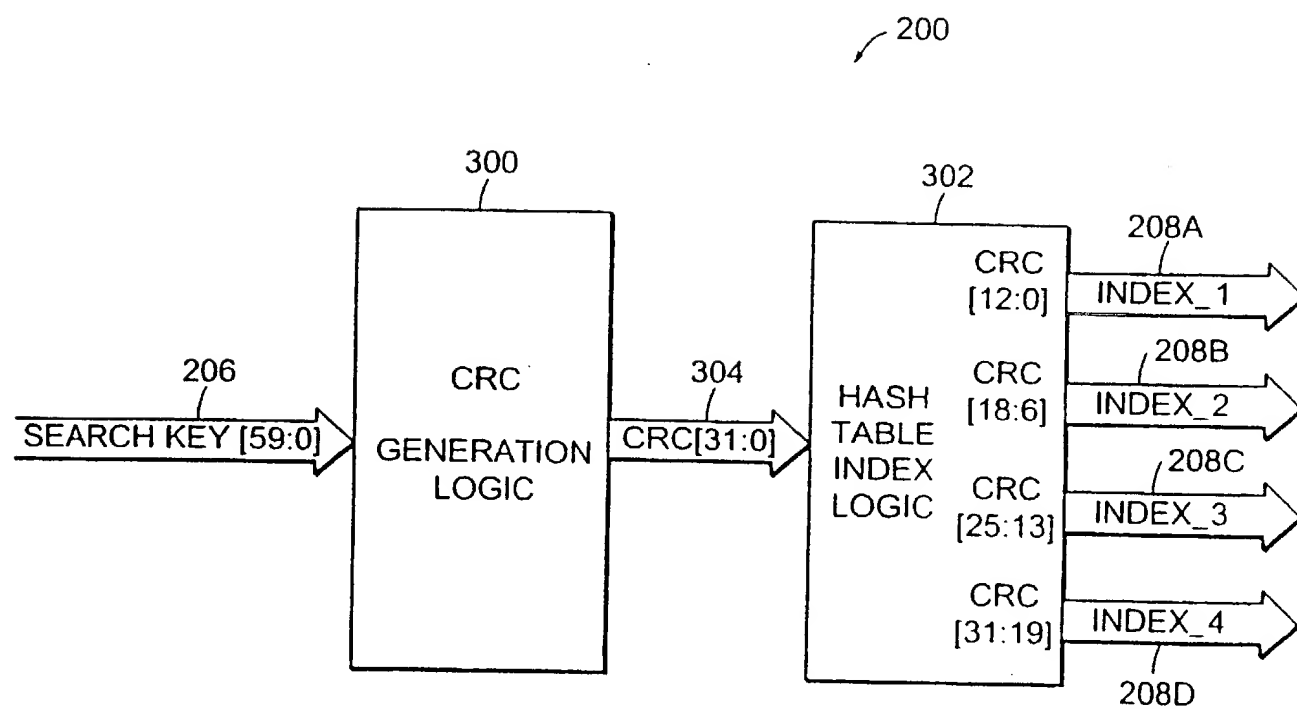 200
300
302
206
SEARCH KEY [59:0]
CRC
GENERATION
LOGIC
304
CRC[31:0]
HASH
TABLE
INDEX
LOGIC
CRC
[12:0]
208A
INDEX_1
CRC
[18:6]
208B
INDEX_2
CRC
[25:13]
208C
INDEX_3
CRC
[31:19]
INDEX_4
208D